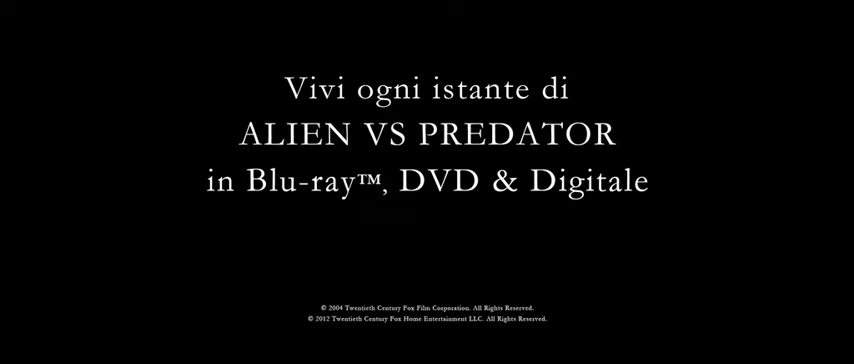 Vivi ogni istante di
ALIEN VS PREDATOR
in Blu-ray™, DVD & Digitale
© 2004 Twentieth Century Fox Film Corporation. All Rights Reserved.
© 2012 Twentieth Century Fox Home Entertainment LLC. All Rights Reserved.